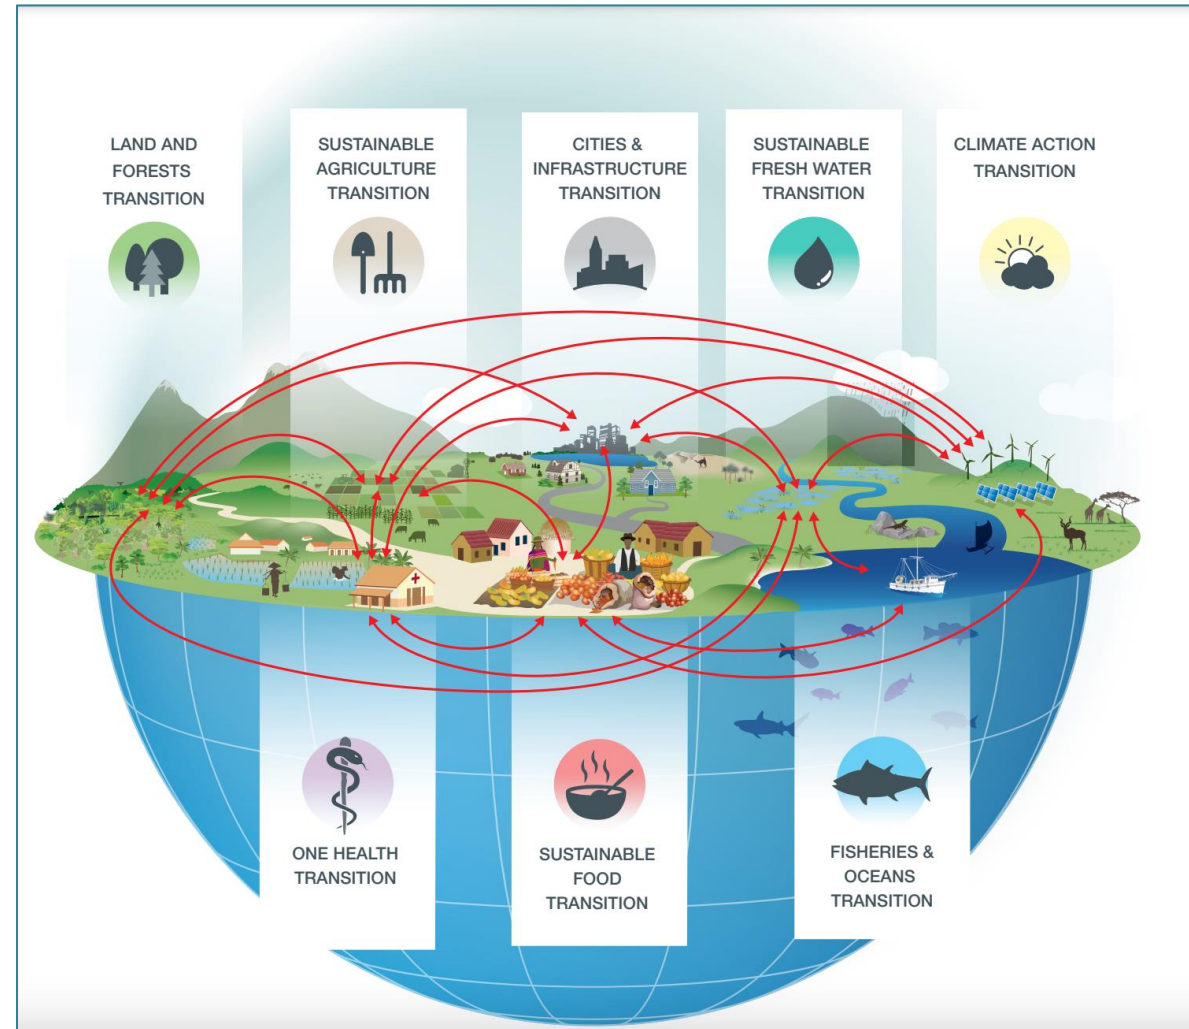 LAND AND
FORESTS
TRANSITION
SUSTAINABLE
AGRICULTURE
TRANSITION
CITIES &
INFRASTRUCTURE
TRANSITION
SUSTAINABLE
FRESH WATER
TRANSITION
CLIMATE ACTION
TRANSITION
ONE HEALTH
TRANSITION
SUSTAINABLE
FOOD
TRANSITION
FISHERIES &
OCEANS
TRANSITION